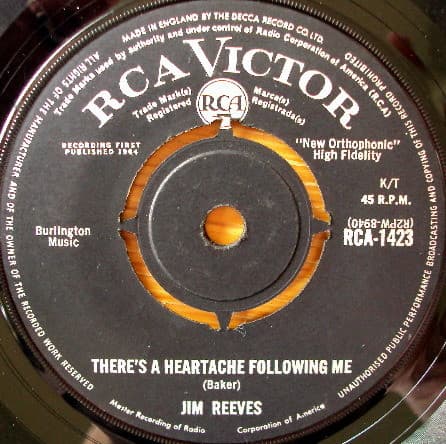 MADE IN ENGLAND BY THE DECCA RECORD CO. LTD.
Trade Marks used by authority and under control of Radio Corporation of America (R.C.A.)
ALL RIGHTS OF THE MANUFACTURER AND OF THE OWNER OF THE RECORDED WORK RESERVED
UNAUTHORISED PUBLIC PERFORMANCE BROADCASTING AND COPYING OF THIS RECORD PROHIBITED
RCA VICTOR
Trade Mark(s)
Registered
RCA
Marca(s)
Registrada(s)
RECORDING FIRST
PUBLISHED 1964
"New Orthophonic"
High Fidelity
K/T
45 R.P.M.
Burlington
Music
(R2PW-8940)
RCA-1423
THERE'S A HEARTACHE FOLLOWING ME
(Baker)
JIM REEVES
Master Recording of Radio Corporation of America